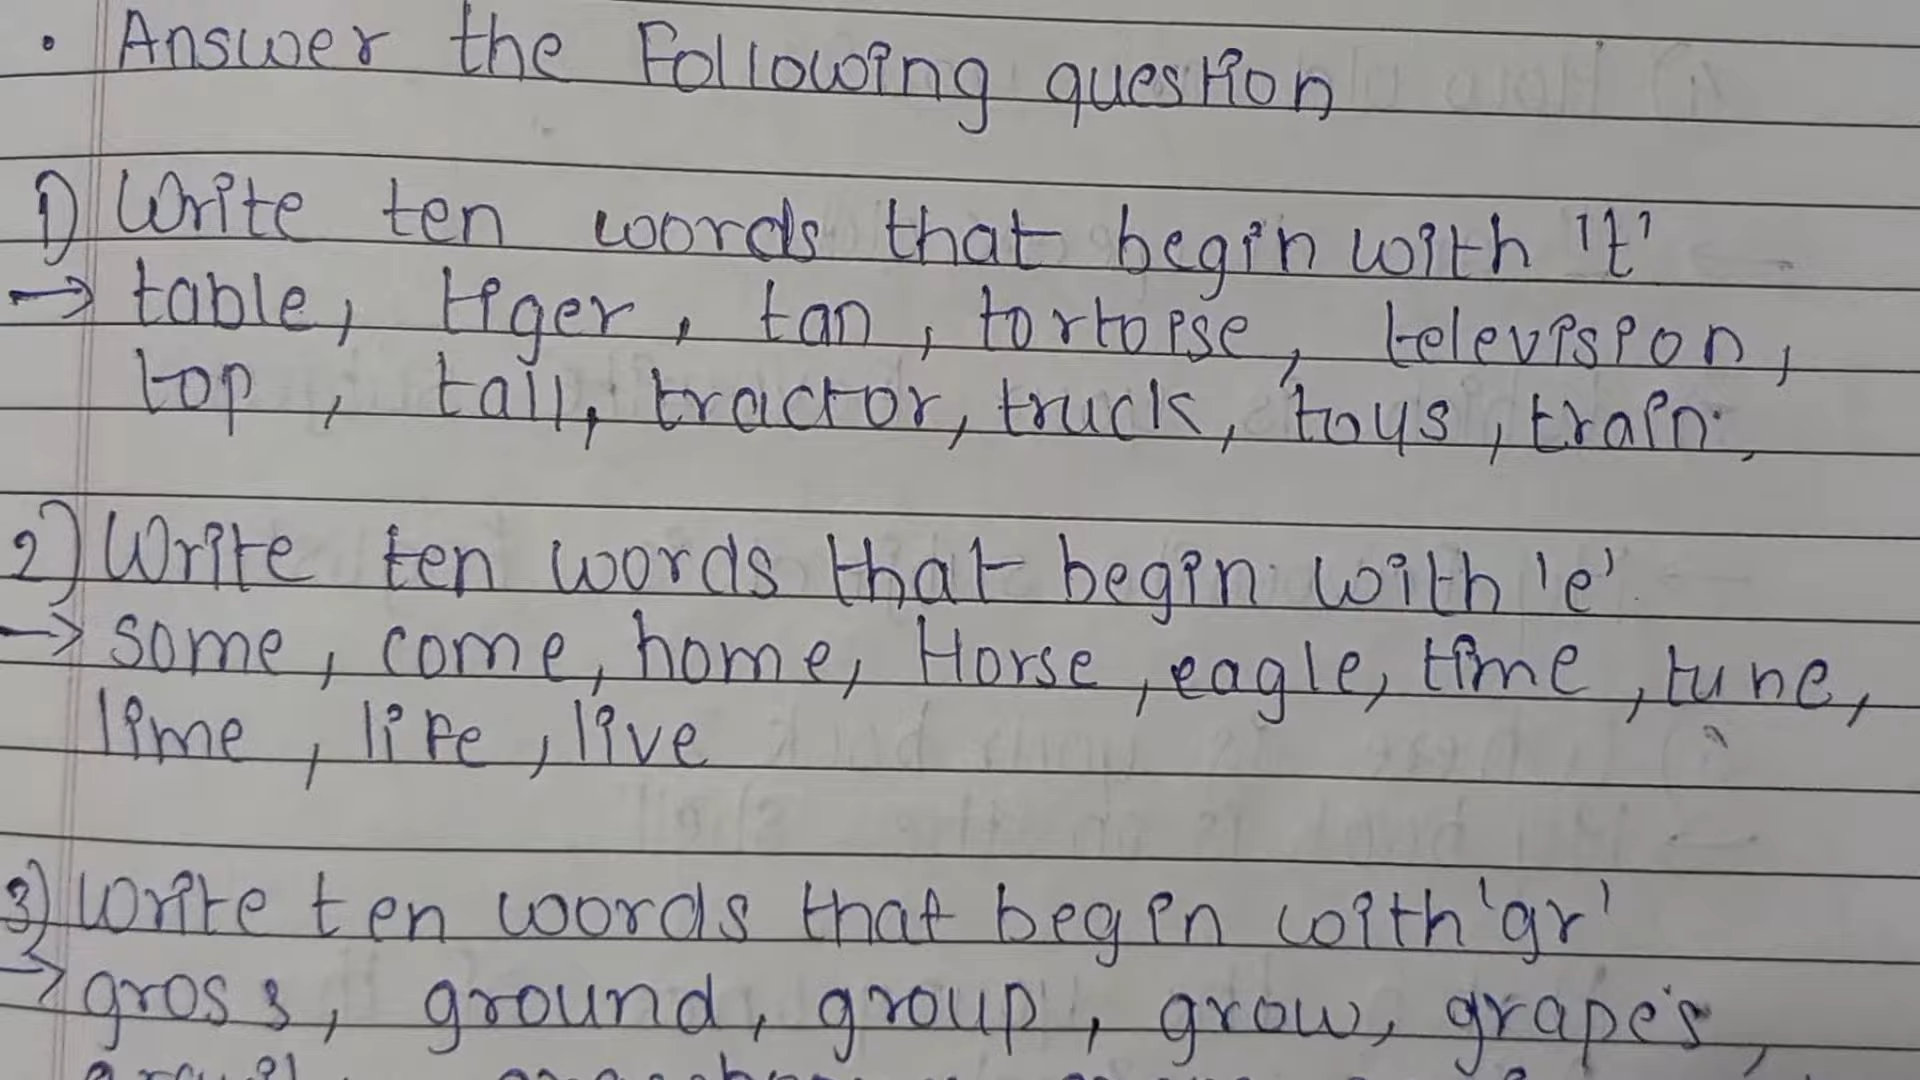 • Answer the Following question
1) Write ten words that begin with 't'
→ table, tiger, tan, tortoise, television,
top, tall, tractor, truck, toys, train.
2) Write ten words that begin with 'e'
→ some, come, home, Horse, eagle, time, tune,
lime, life, live
3) Write ten words that begin with 'gr'
→ gross, ground, group, grow, grape's,